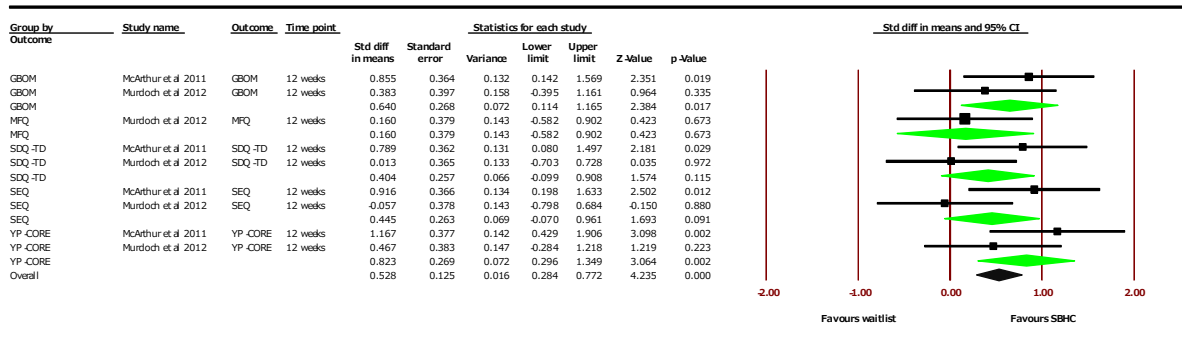 Group by Outcome Study name Outcome Time point Statistics for each study Std diff in means and 95% CI
Std diff in means Standard error Variance Lower limit Upper limit Z-Value p-Value
GBOM McArthur et al 2011 GBOM 12 weeks 0.855 0.364 0.132 0.142 1.569 2.351 0.019
GBOM Murdoch et al 2012 GBOM 12 weeks 0.383 0.397 0.158 -0.395 1.161 0.964 0.335
GBOM 0.640 0.268 0.072 0.114 1.165 2.384 0.017
MFQ Murdoch et al 2012 MFQ 12 weeks 0.160 0.379 0.143 -0.582 0.902 0.423 0.673
MFQ 0.160 0.379 0.143 -0.582 0.902 0.423 0.673
SDQ-TD McArthur et al 2011 SDQ-TD 12 weeks 0.789 0.362 0.131 0.080 1.497 2.181 0.029
SDQ-TD Murdoch et al 2012 SDQ-TD 12 weeks 0.013 0.365 0.133 -0.703 0.728 0.035 0.972
SDQ-TD 0.404 0.257 0.066 -0.099 0.908 1.574 0.115
SEQ McArthur et al 2011 SEQ 12 weeks 0.916 0.366 0.134 0.198 1.633 2.502 0.012
SEQ Murdoch et al 2012 SEQ 12 weeks -0.057 0.378 0.143 -0.798 0.684 -0.150 0.880
SEQ 0.445 0.263 0.069 -0.070 0.961 1.693 0.091
YP-CORE McArthur et al 2011 YP-CORE 12 weeks 1.167 0.377 0.142 0.429 1.906 3.098 0.002
YP-CORE Murdoch et al 2012 YP-CORE 12 weeks 0.467 0.383 0.147 -0.284 1.218 1.219 0.223
YP-CORE 0.823 0.269 0.072 0.296 1.349 3.064 0.002
Overall 0.528 0.125 0.016 0.284 0.772 4.235 0.000
-2.00 -1.00 0.00 1.00 2.00
Favours waitlist Favours SBHC